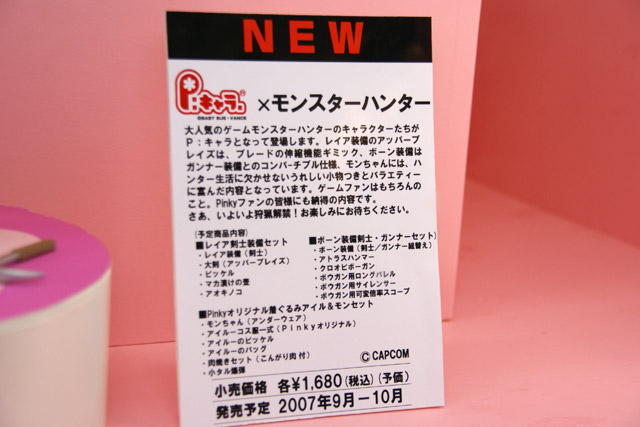 NEW
P:キャラ®
©BABY SUE・VANCE
×モンスターハンター
大人気のゲームモンスターハンターのキャラクターたちが
P：キャラとなって登場します。レイア装備のアッパーブ
レイズは、ブレードの伸縮機能ギミック、ボーン装備は
ガンナー装備とのコンバーチブル仕様、モンちゃんには、ハ
ンター生活に欠かせないうれしい小物つきとバラエティー
に富んだ内容となっています。ゲームファンはもちろんの
こと。Pinkyファンの皆様にも納得の内容です。
さあ、いよいよ狩猟解禁！お楽しみにお待ちください。
(予定商品内容)
■レイア剣士装備セット
・レイア装備（剣士）
・大剣（アッパーブレイズ）
・ピッケル
・マカ漬けの壺
・アオキノコ
■ボーン装備剣士・ガンナーセット）
・ボーン装備（剣士／ガンナー組替え）
・アトラスハンマー
・クロオビボーガン
・ボウガン用ロングバレル
・ボウガン用サイレンサー
・ボウガン用可変倍率スコープ
■Pinkyオリジナル着ぐるみアイル＆モンセット
・モンちゃん（アンダーウェア）
・アイルーコス服一式（Pinkyオリジナル）
・アイルーのピッケル
・アイルーのバッグ
・肉焼きセット（こんがり肉 付）
・小タル爆弾
©CAPCOM
小売価格 各¥1,680(税込)(予価)
発売予定 2007年9月−10月